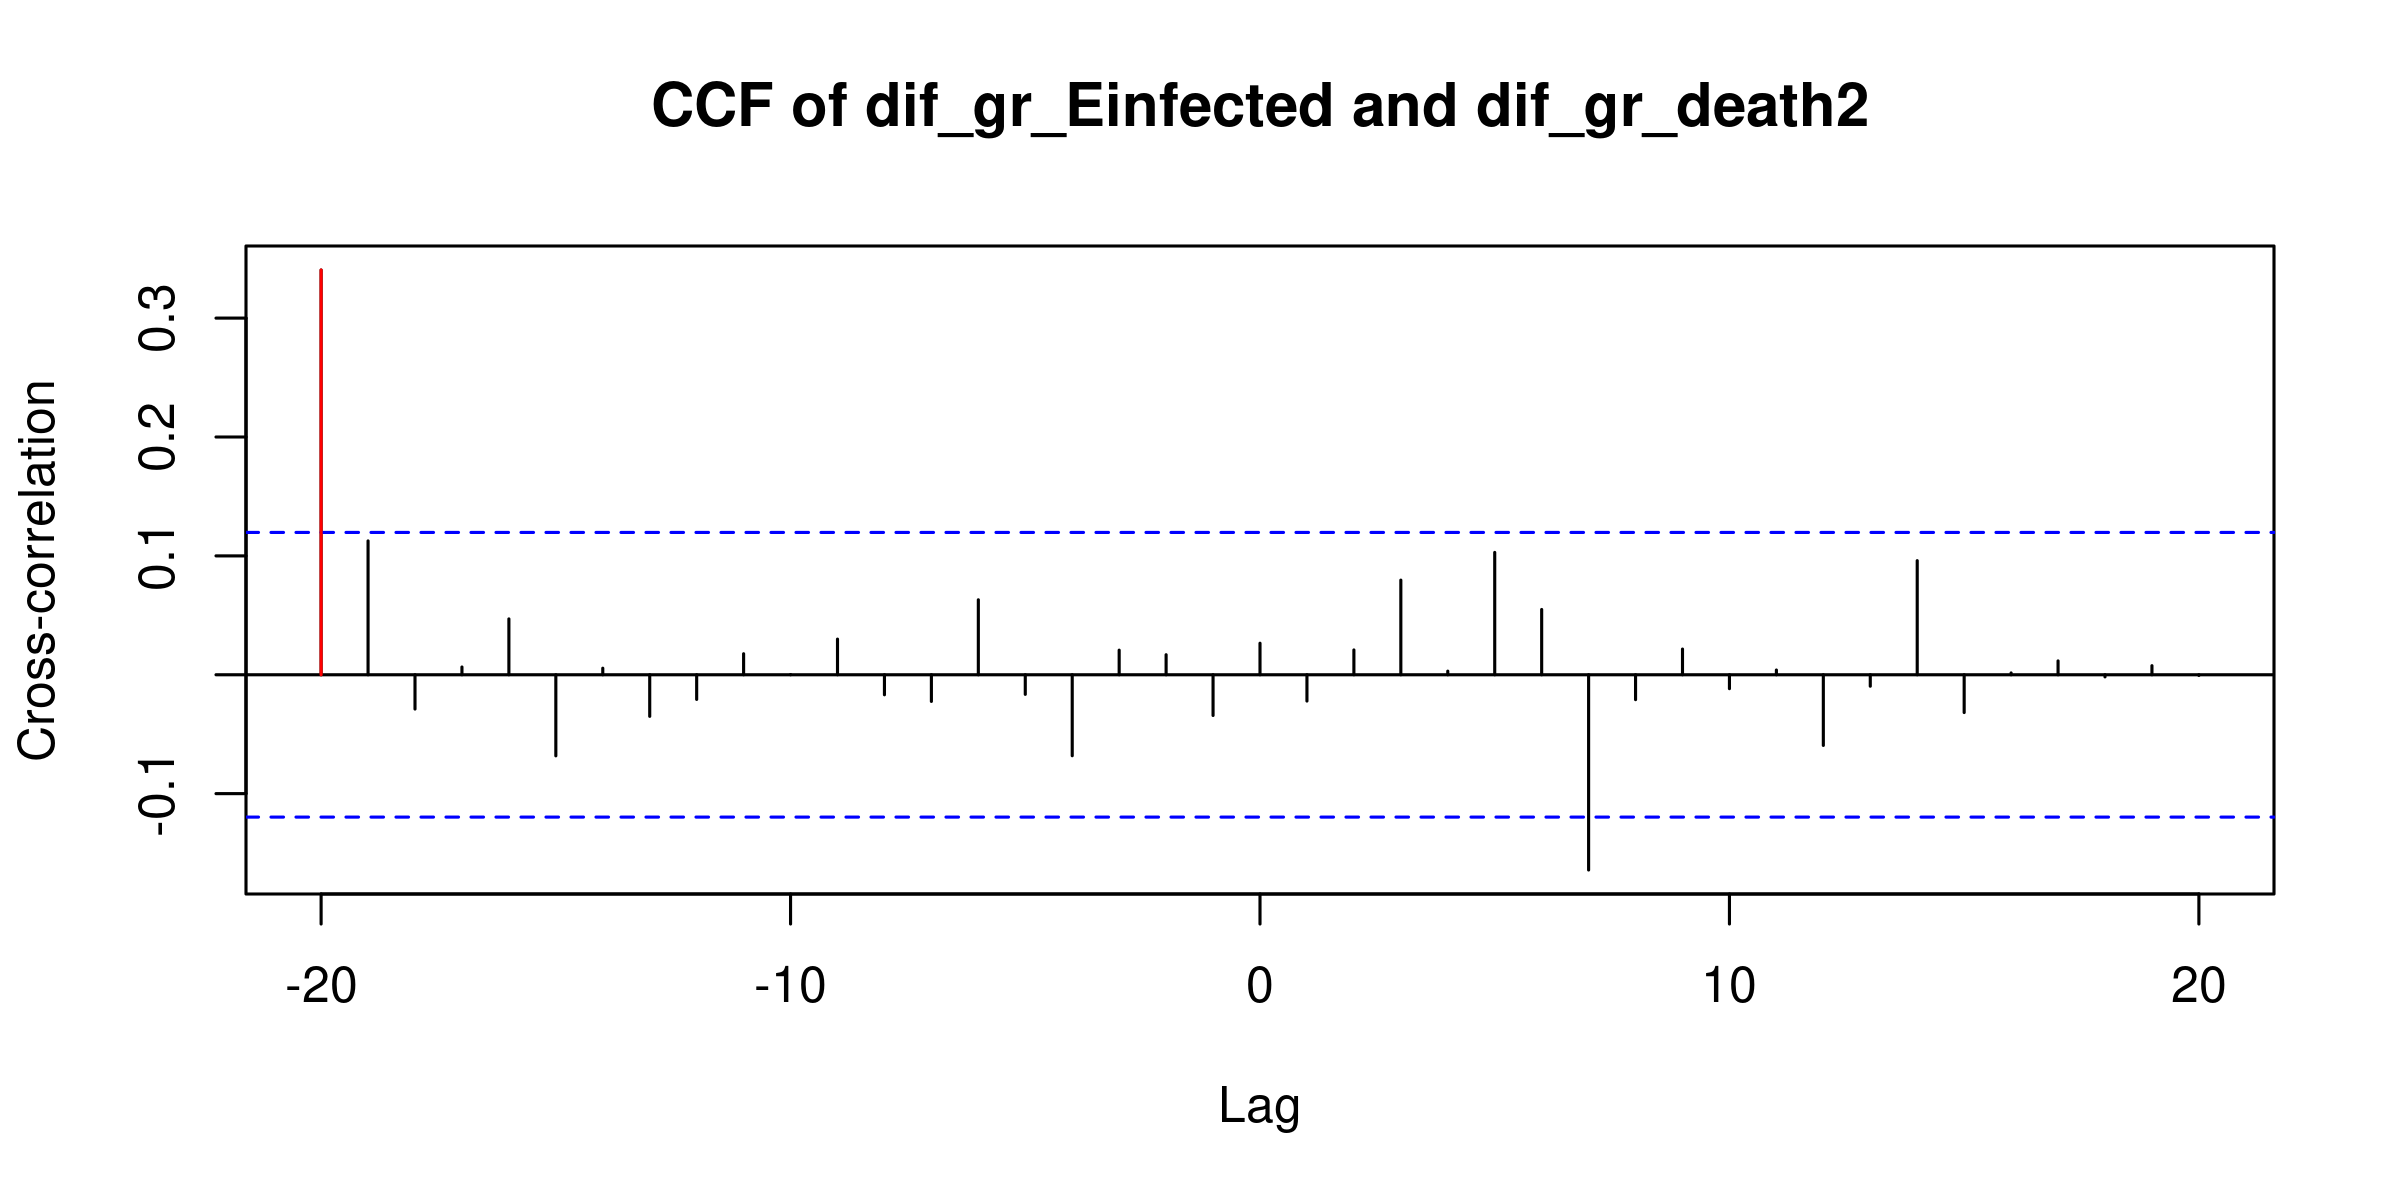 CCF of dif_gr_Einfected and dif_gr_death2
Cross-correlation
0.3
0.2
0.1
-0.1
-20 -10 0 10 20
Lag